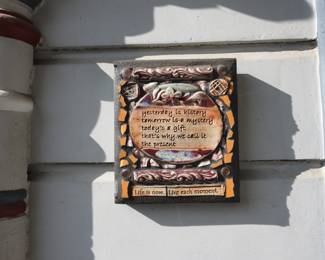 yesterday is history
tomorrow is a mystery
today's a gift
that's why we call it
the present
Life is now. Live each moment.